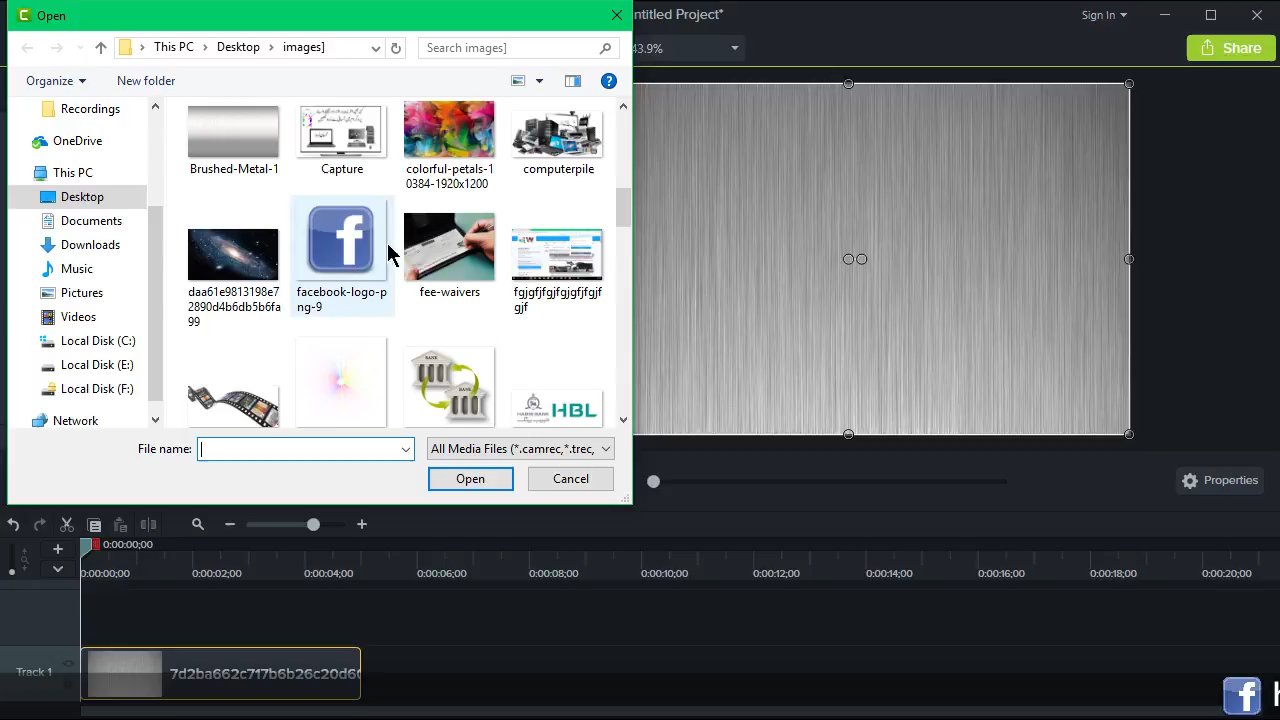 Open
ntitled Project*
Sign In
This PC
Desktop
images]
Search images]
43.9%
Share
Organize
New folder
Recordings
OneDrive
This PC
Desktop
Documents
Downloads
Music
Pictures
Videos
Local Disk (C:)
Local Disk (E:)
Local Disk (F:)
Network
Brushed-Metal-1
Capture
colorful-petals-1
0384-1920x1200
computerpile
daa61e9813198e7
2890d4b6db5b6fa
99
facebook-logo-p
ng-9
fee-waivers
fgjgfjfgjfgjgfjfgjf
gjf
BANK
BANK
HBL
File name:
All Media Files (*.camrec,*.trec,
Open
Cancel
Properties
0:00:00;00
0:00:00;00
0:00:02;00
0:00:04;00
0:00:06;00
0:00:08;00
0:00:10;00
0:00:12;00
0:00:14;00
0:00:16;00
0:00:18;00
0:00:20;00
Track 1
7d2ba662c717b6b26c20d60